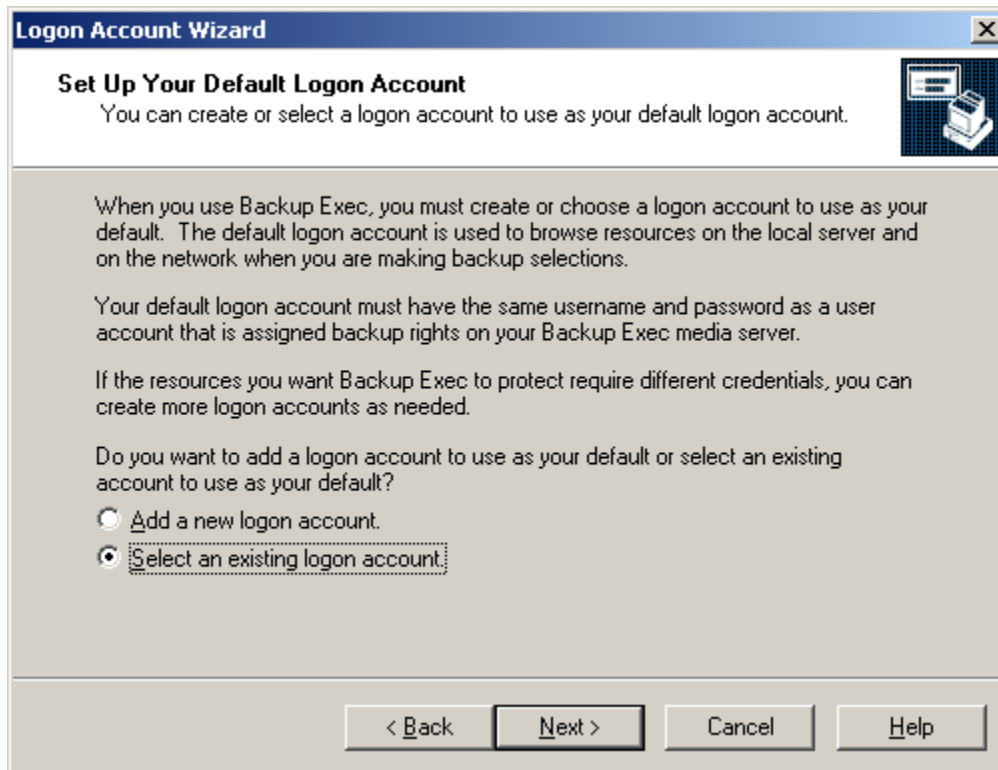 Logon Account Wizard
Set Up Your Default Logon Account
You can create or select a logon account to use as your default logon account.
When you use Backup Exec, you must create or choose a logon account to use as your
default.  The default logon account is used to browse resources on the local server and
on the network when you are making backup selections.
Your default logon account must have the same username and password as a user
account that is assigned backup rights on your Backup Exec media server.
If the resources you want Backup Exec to protect require different credentials, you can
create more logon accounts as needed.
Do you want to add a logon account to use as your default or select an existing
account to use as your default?
Add a new logon account.
Select an existing logon account.
< Back
Next >
Cancel
Help